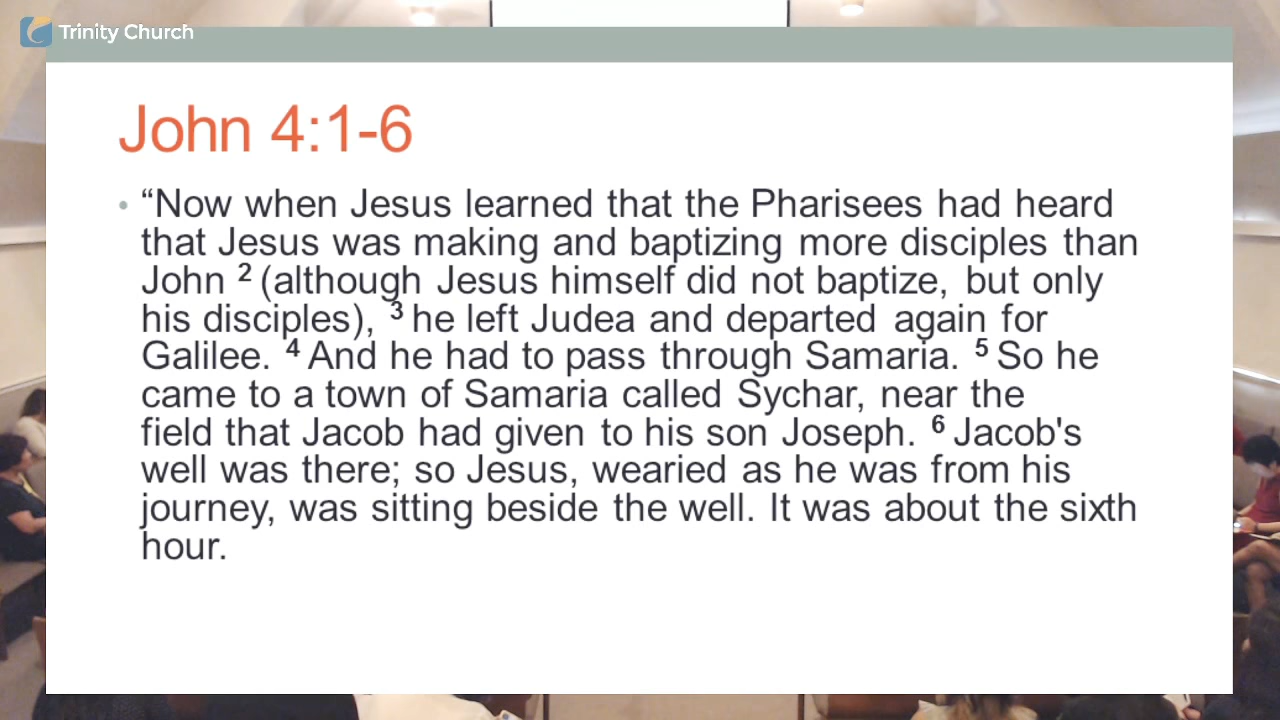 Trinity Church
John 4:1-6
• “Now when Jesus learned that the Pharisees had heard
that Jesus was making and baptizing more disciples than
John 2 (although Jesus himself did not baptize, but only
his disciples), 3 he left Judea and departed again for
Galilee. 4 And he had to pass through Samaria. 5 So he
came to a town of Samaria called Sychar, near the
field that Jacob had given to his son Joseph. 6 Jacob's
well was there; so Jesus, wearied as he was from his
journey, was sitting beside the well. It was about the sixth
hour.